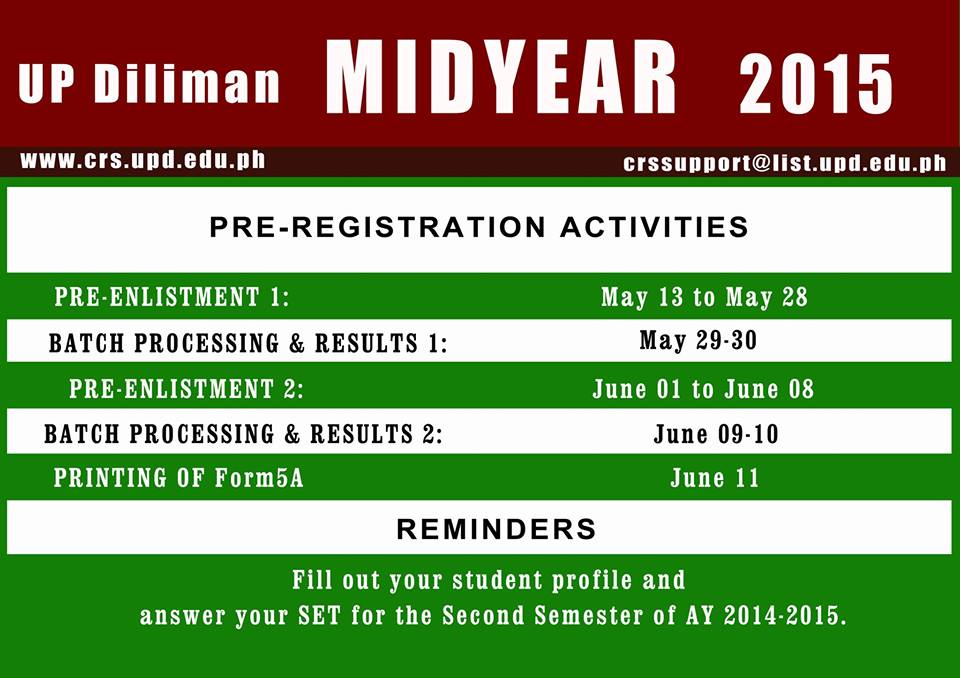 UP Diliman MIDYEAR 2015
www.crs.upd.edu.ph crssupport@list.upd.edu.ph
PRE-REGISTRATION ACTIVITIES
PRE-ENLISTMENT 1: May 13 to May 28
BATCH PROCESSING & RESULTS 1: May 29-30
PRE-ENLISTMENT 2: June 01 to June 08
BATCH PROCESSING & RESULTS 2: June 09-10
PRINTING OF Form5A June 11
REMINDERS
Fill out your student profile and
answer your SET for the Second Semester of AY 2014-2015.